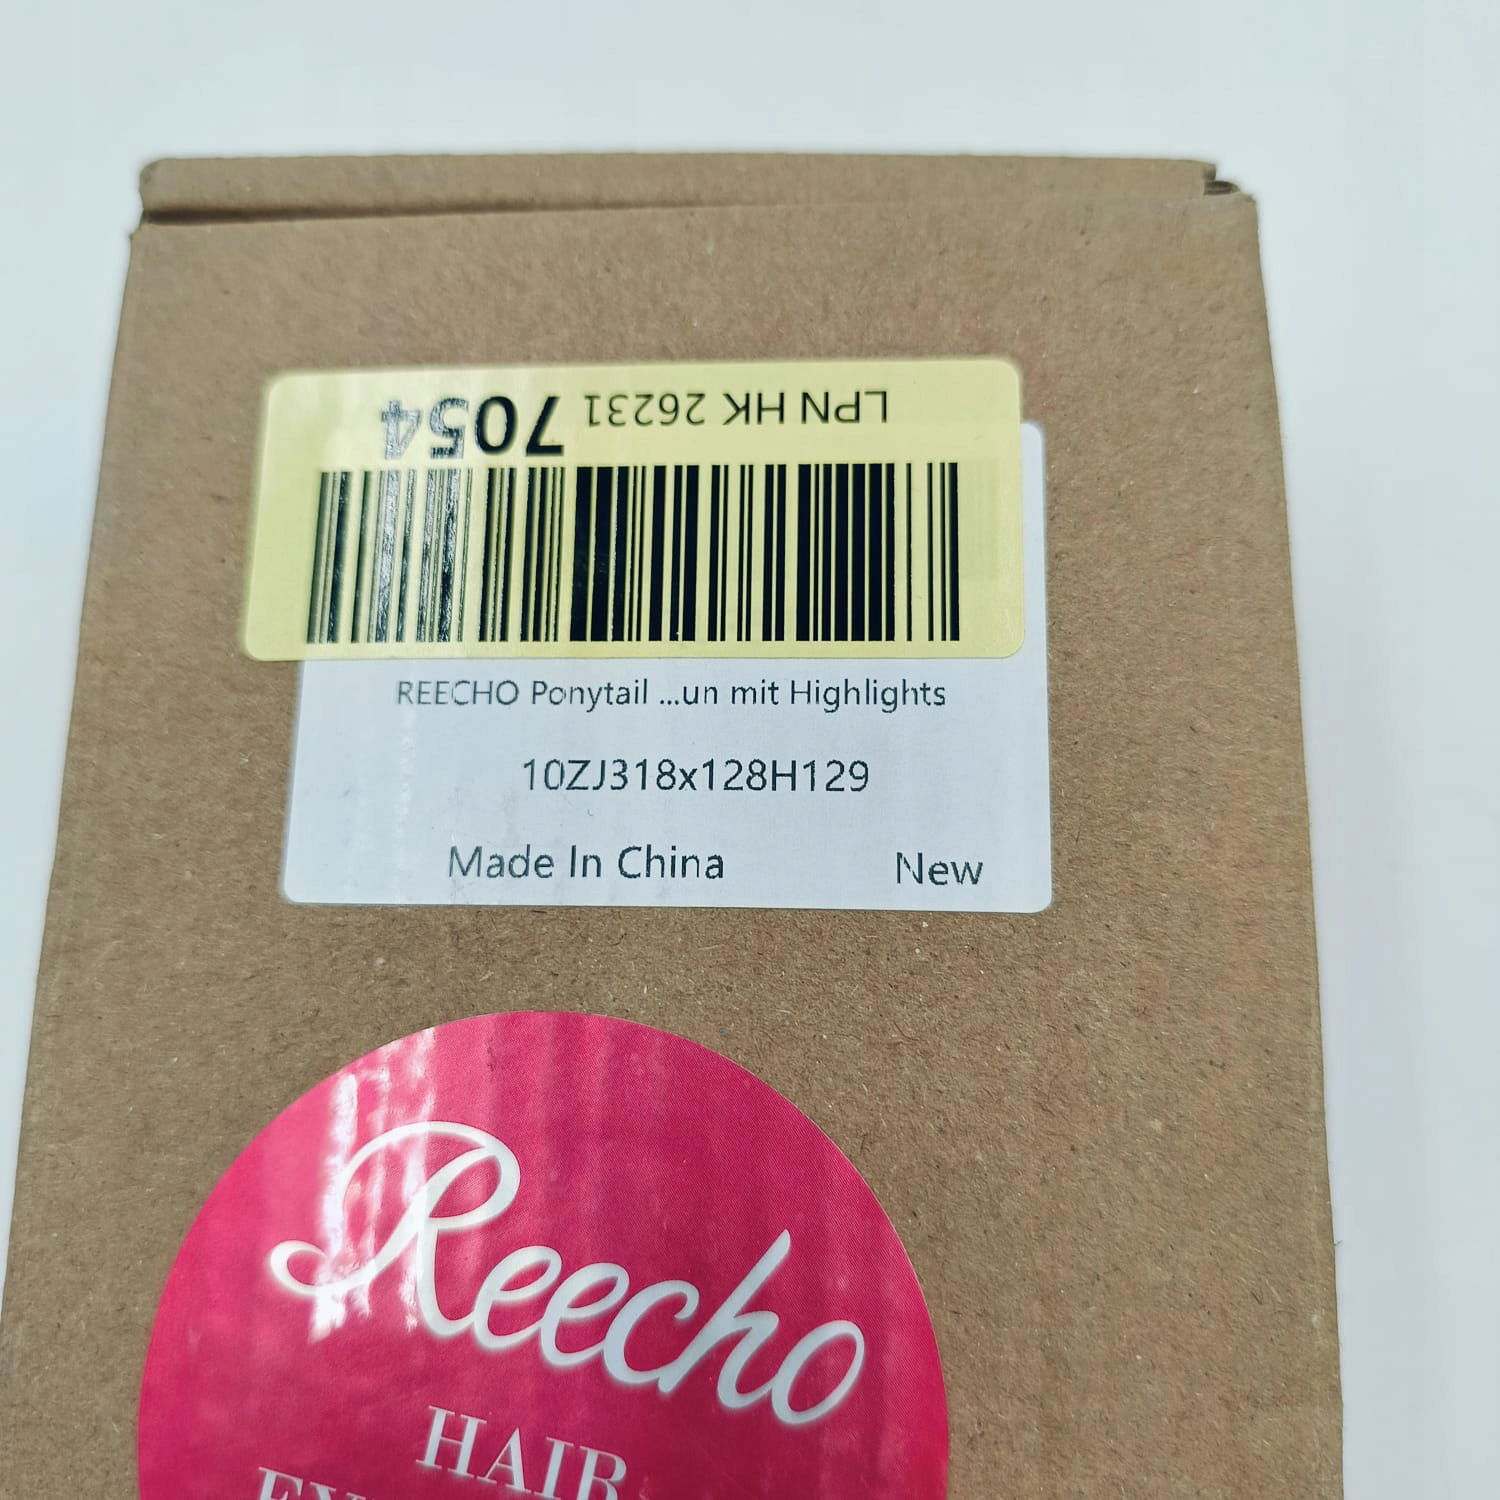 LPN HK 26231 7054
REECHO Ponytail ...un mit Highlights
10ZJ318x128H129
Made In China New
Reecho
HAIR